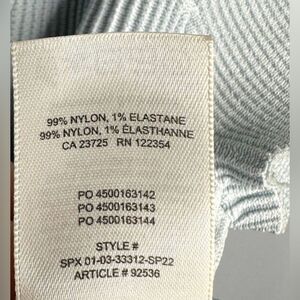 99% NYLON, 1% ELASTANE
99% NYLON, 1% ÉLASTHANNE
CA 23725 RN 122354
PO 4500163142
PO 4500163143
PO 4500163144
STYLE #
SPX 01-03-33312-SP22
ARTICLE # 92536